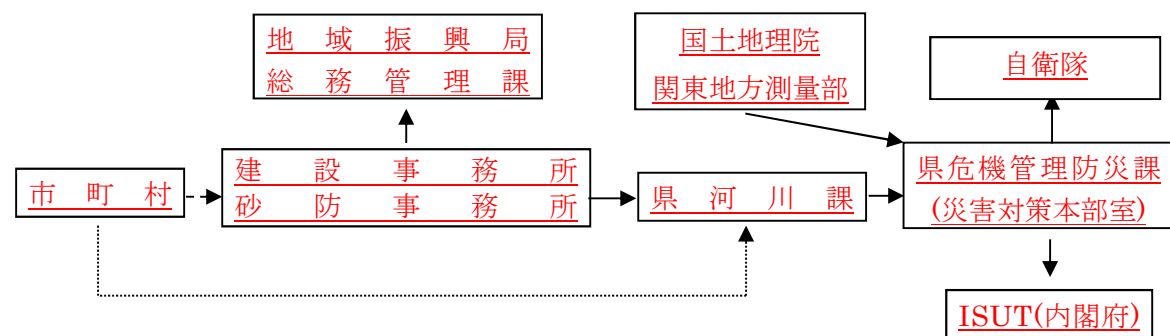 地域振興局
総務管理課
国土地理院
関東地方測量部
自衛隊
市町村
建設事務所
砂防事務所
県河川課
県危機管理防災課
(災害対策本部室)
ISUT(内閣府)